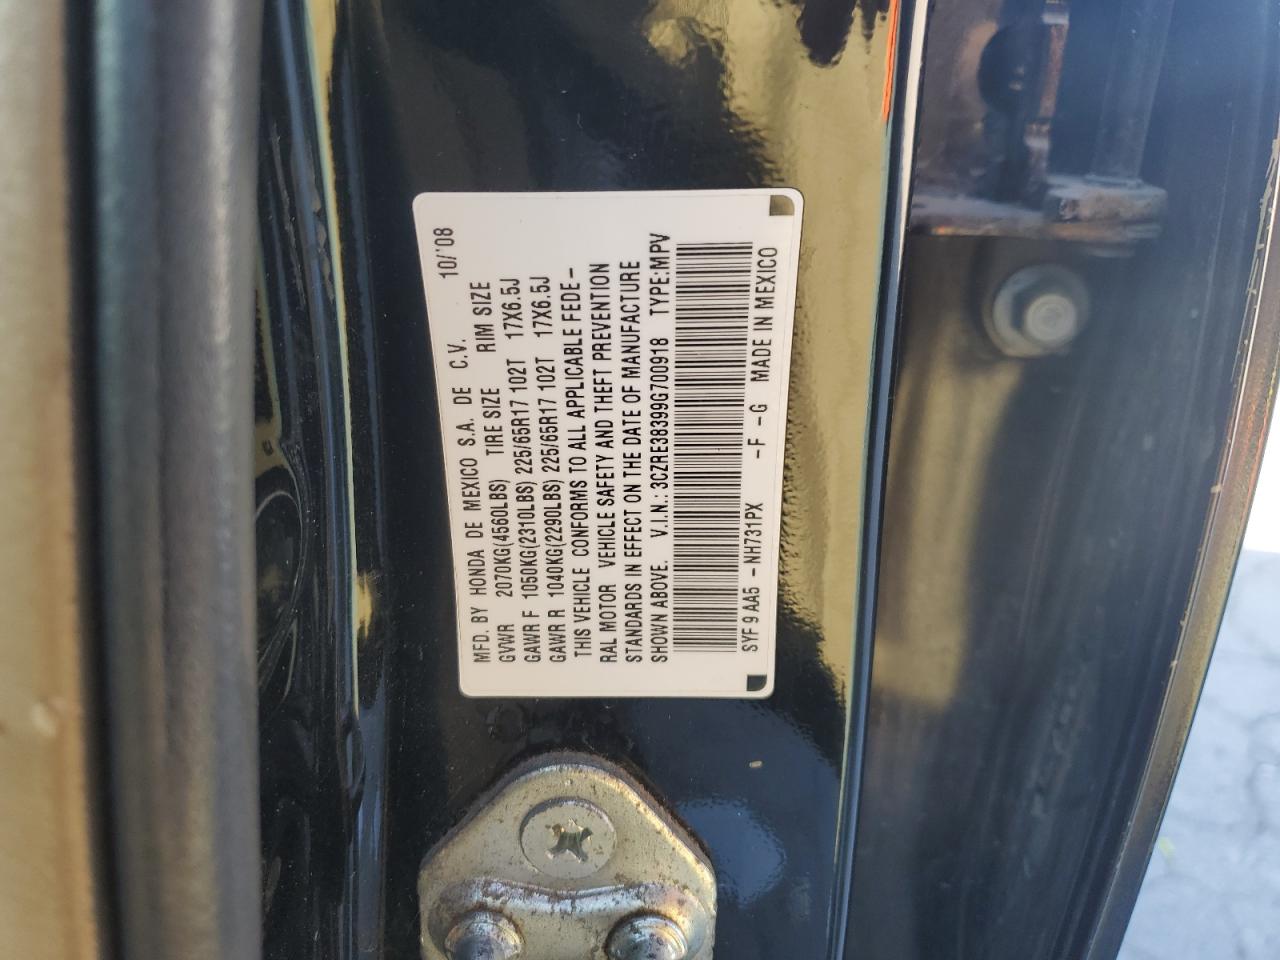 MFD. BY HONDA DE MEXICO S.A. DE C.V. 10/'08
GVWR 2070KG(4560LBS) TIRE SIZE RIM SIZE
GAWR F 1050KG(2310LBS) 225/65R17 102T 17X6.5J
GAWR R 1040KG(2290LBS) 225/65R17 102T 17X6.5J
THIS VEHICLE CONFORMS TO ALL APPLICABLE FEDE-
RAL MOTOR VEHICLE SAFETY AND THEFT PREVENTION
STANDARDS IN EFFECT ON THE DATE OF MANUFACTURE
SHOWN ABOVE. V.I.N.: 3CZRE38399G700918 TYPE:MPV
SYF 9 AA5 -NH731PX -F -G MADE IN MEXICO